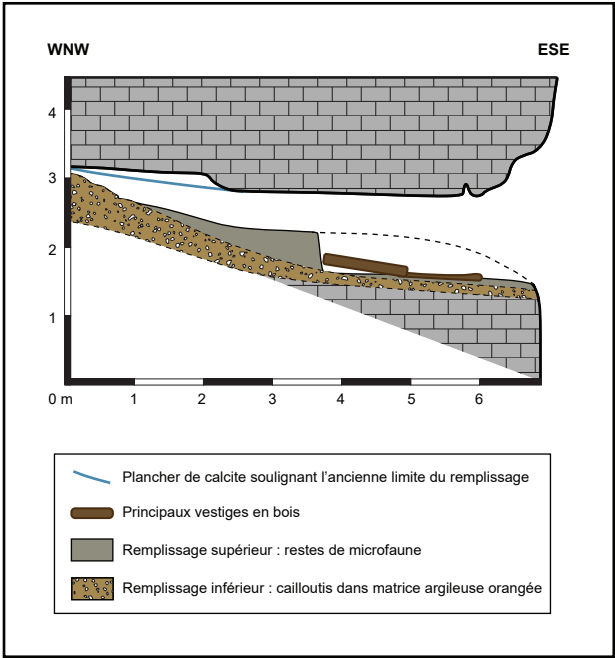 WNW ESE
4
3
2
1
0 m 1 2 3 4 5 6
Plancher de calcite soulignant l'ancienne limite du remplissage
Principaux vestiges en bois
Remplissage supérieur : restes de microfaune
Remplissage inférieur : cailloutis dans matrice argileuse orangée